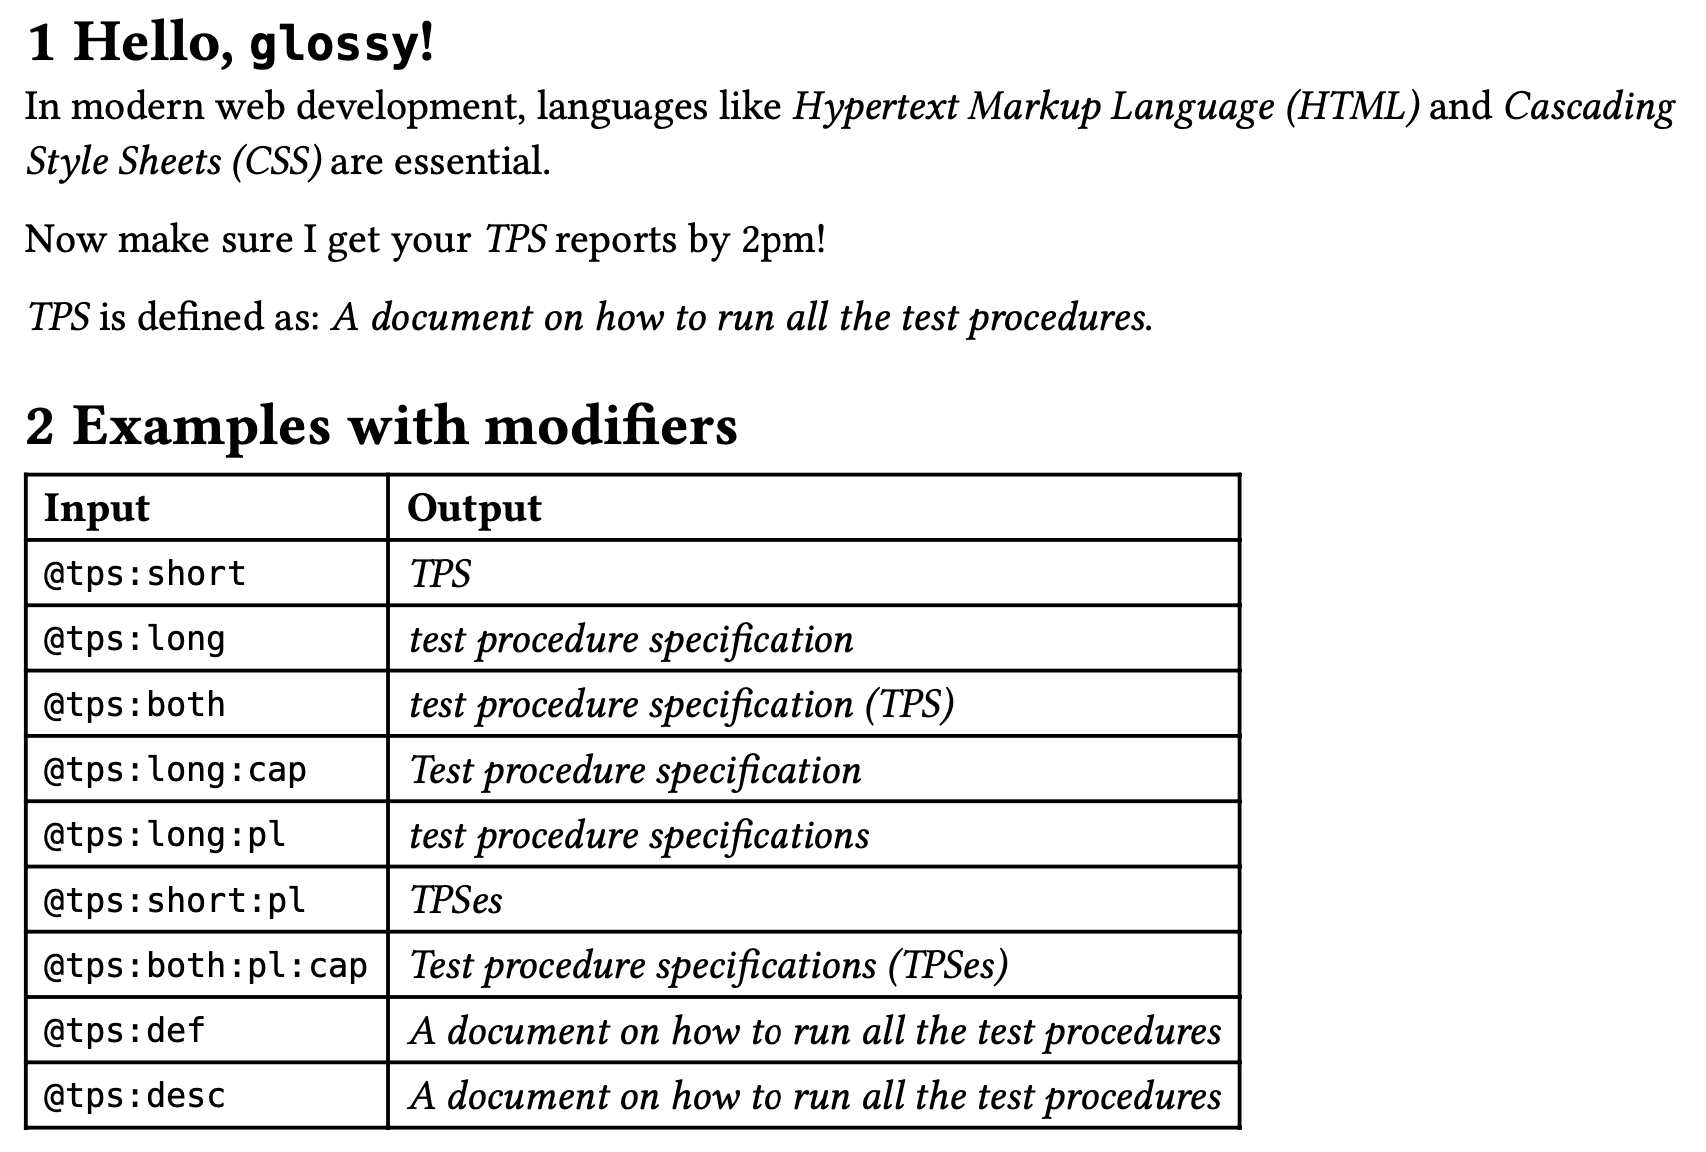 1 Hello, glossy!
In modern web development, languages like Hypertext Markup Language (HTML) and Cascading
Style Sheets (CSS) are essential.
Now make sure I get your TPS reports by 2pm!
TPS is defined as: A document on how to run all the test procedures.
2 Examples with modifiers
Input Output
@tps:short TPS
@tps:long test procedure specification
@tps:both test procedure specification (TPS)
@tps:long:cap Test procedure specification
@tps:long:pl test procedure specifications
@tps:short:pl TPSes
@tps:both:pl:cap Test procedure specifications (TPSes)
@tps:def A document on how to run all the test procedures
@tps:desc A document on how to run all the test procedures